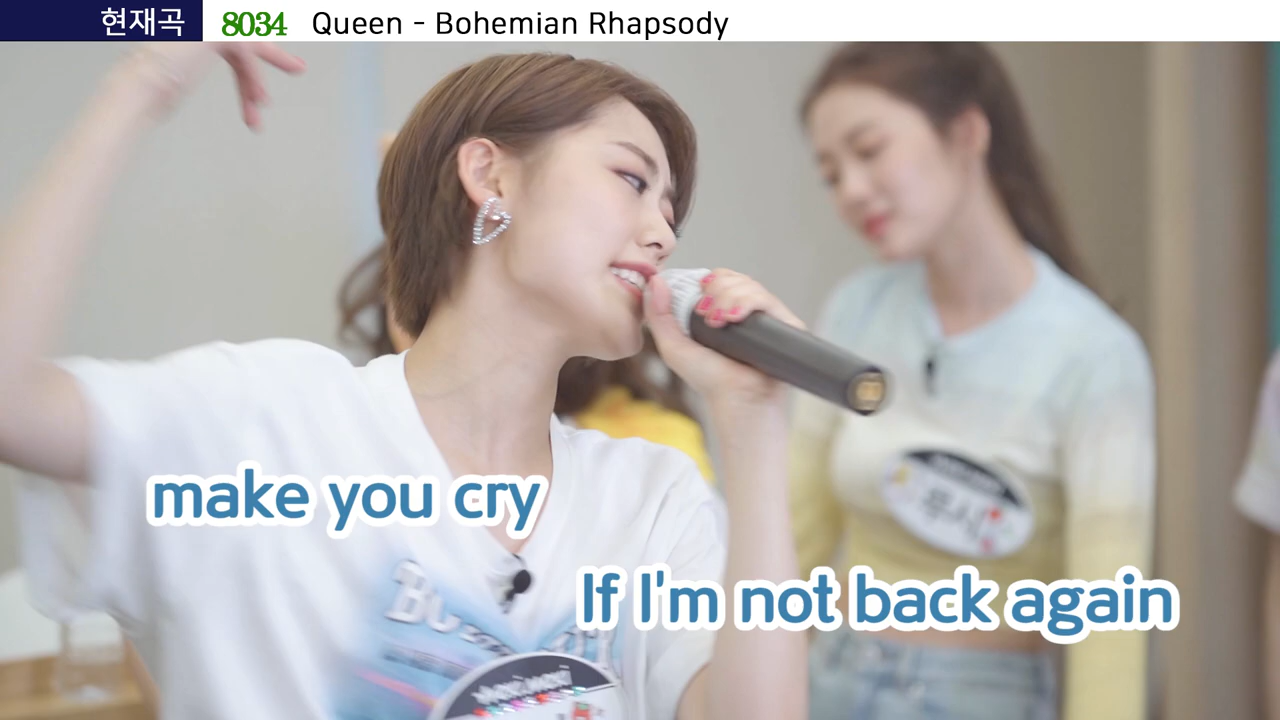 현재곡 8034 Queen - Bohemian Rhapsody
make you cry
If I'm not back again